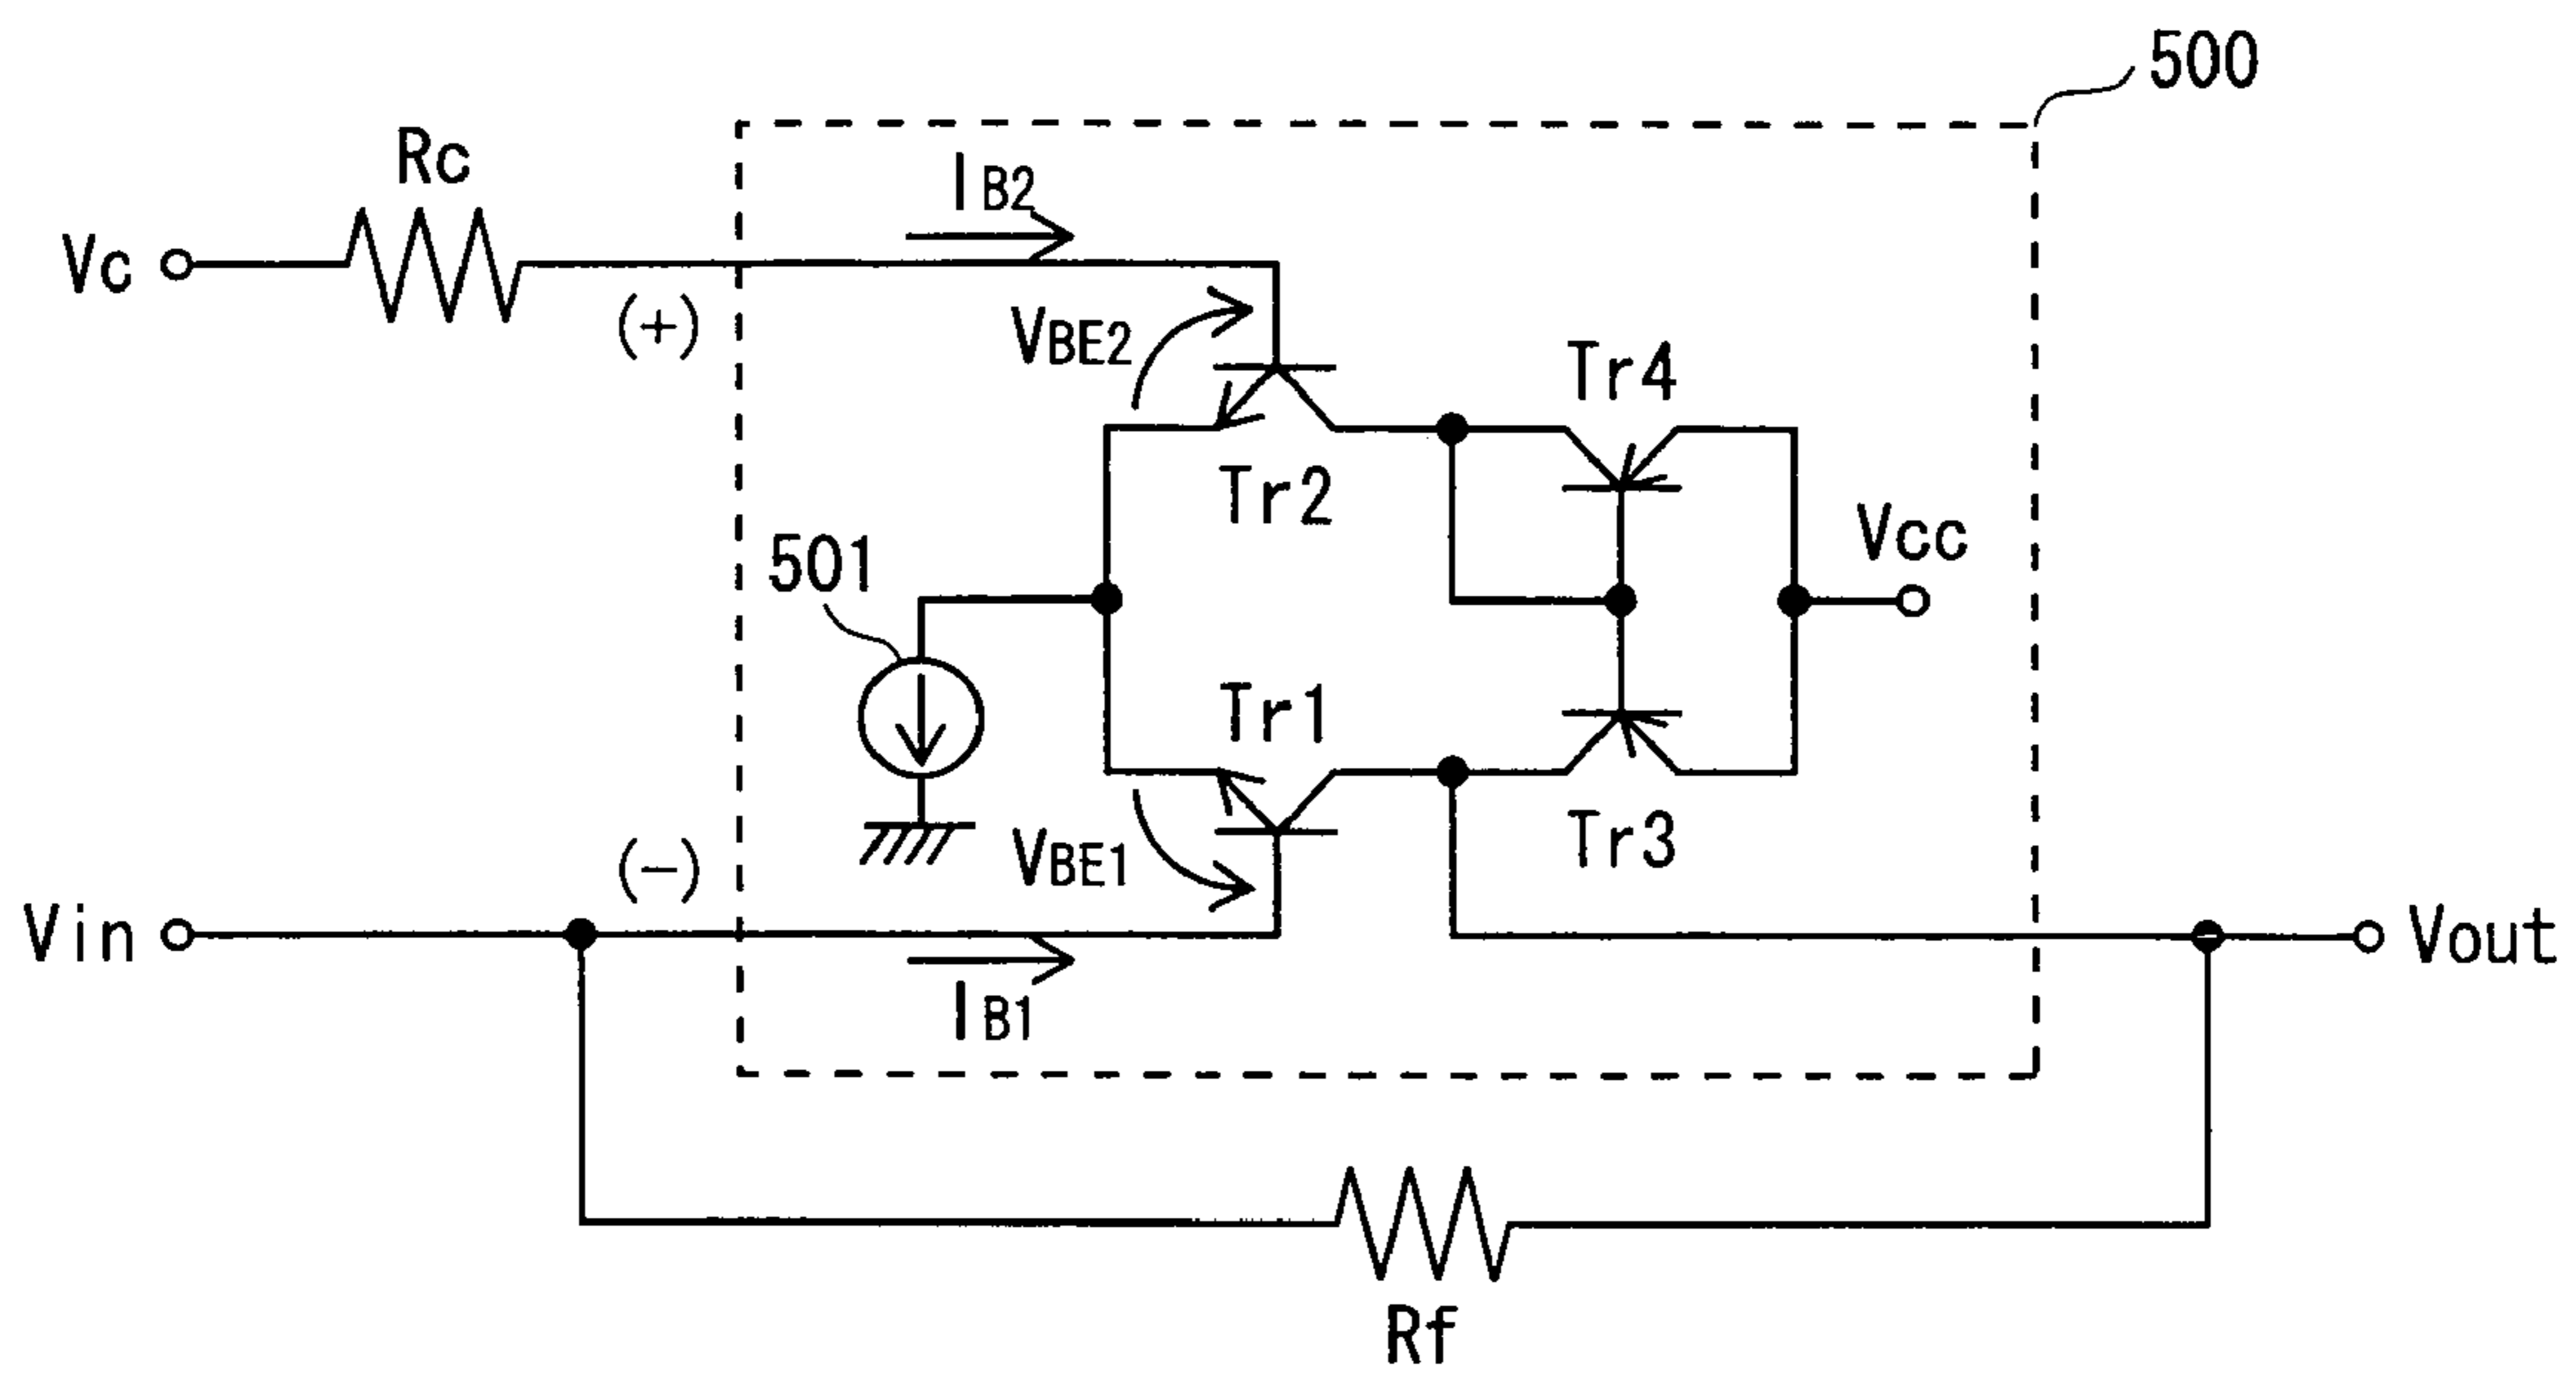 500
Rc
IB2
Vc
(+)
VBE2
Tr4
Tr2
Vcc
501
Tr1
Tr3
(-)
VBE1
Vin
Vout
IB1
Rf